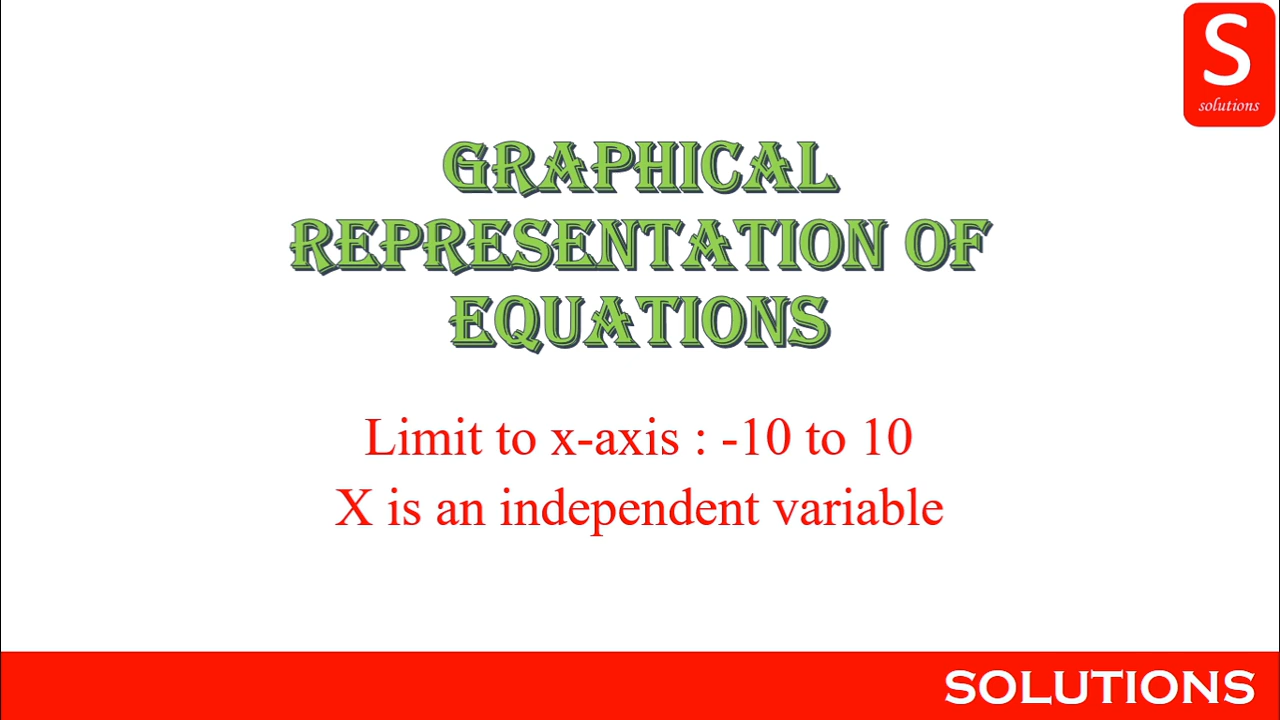 S
solutions
GRAPHICAL
REPRESENTATION OF
EQUATIONS
Limit to x-axis : -10 to 10
X is an independent variable
SOLUTIONS